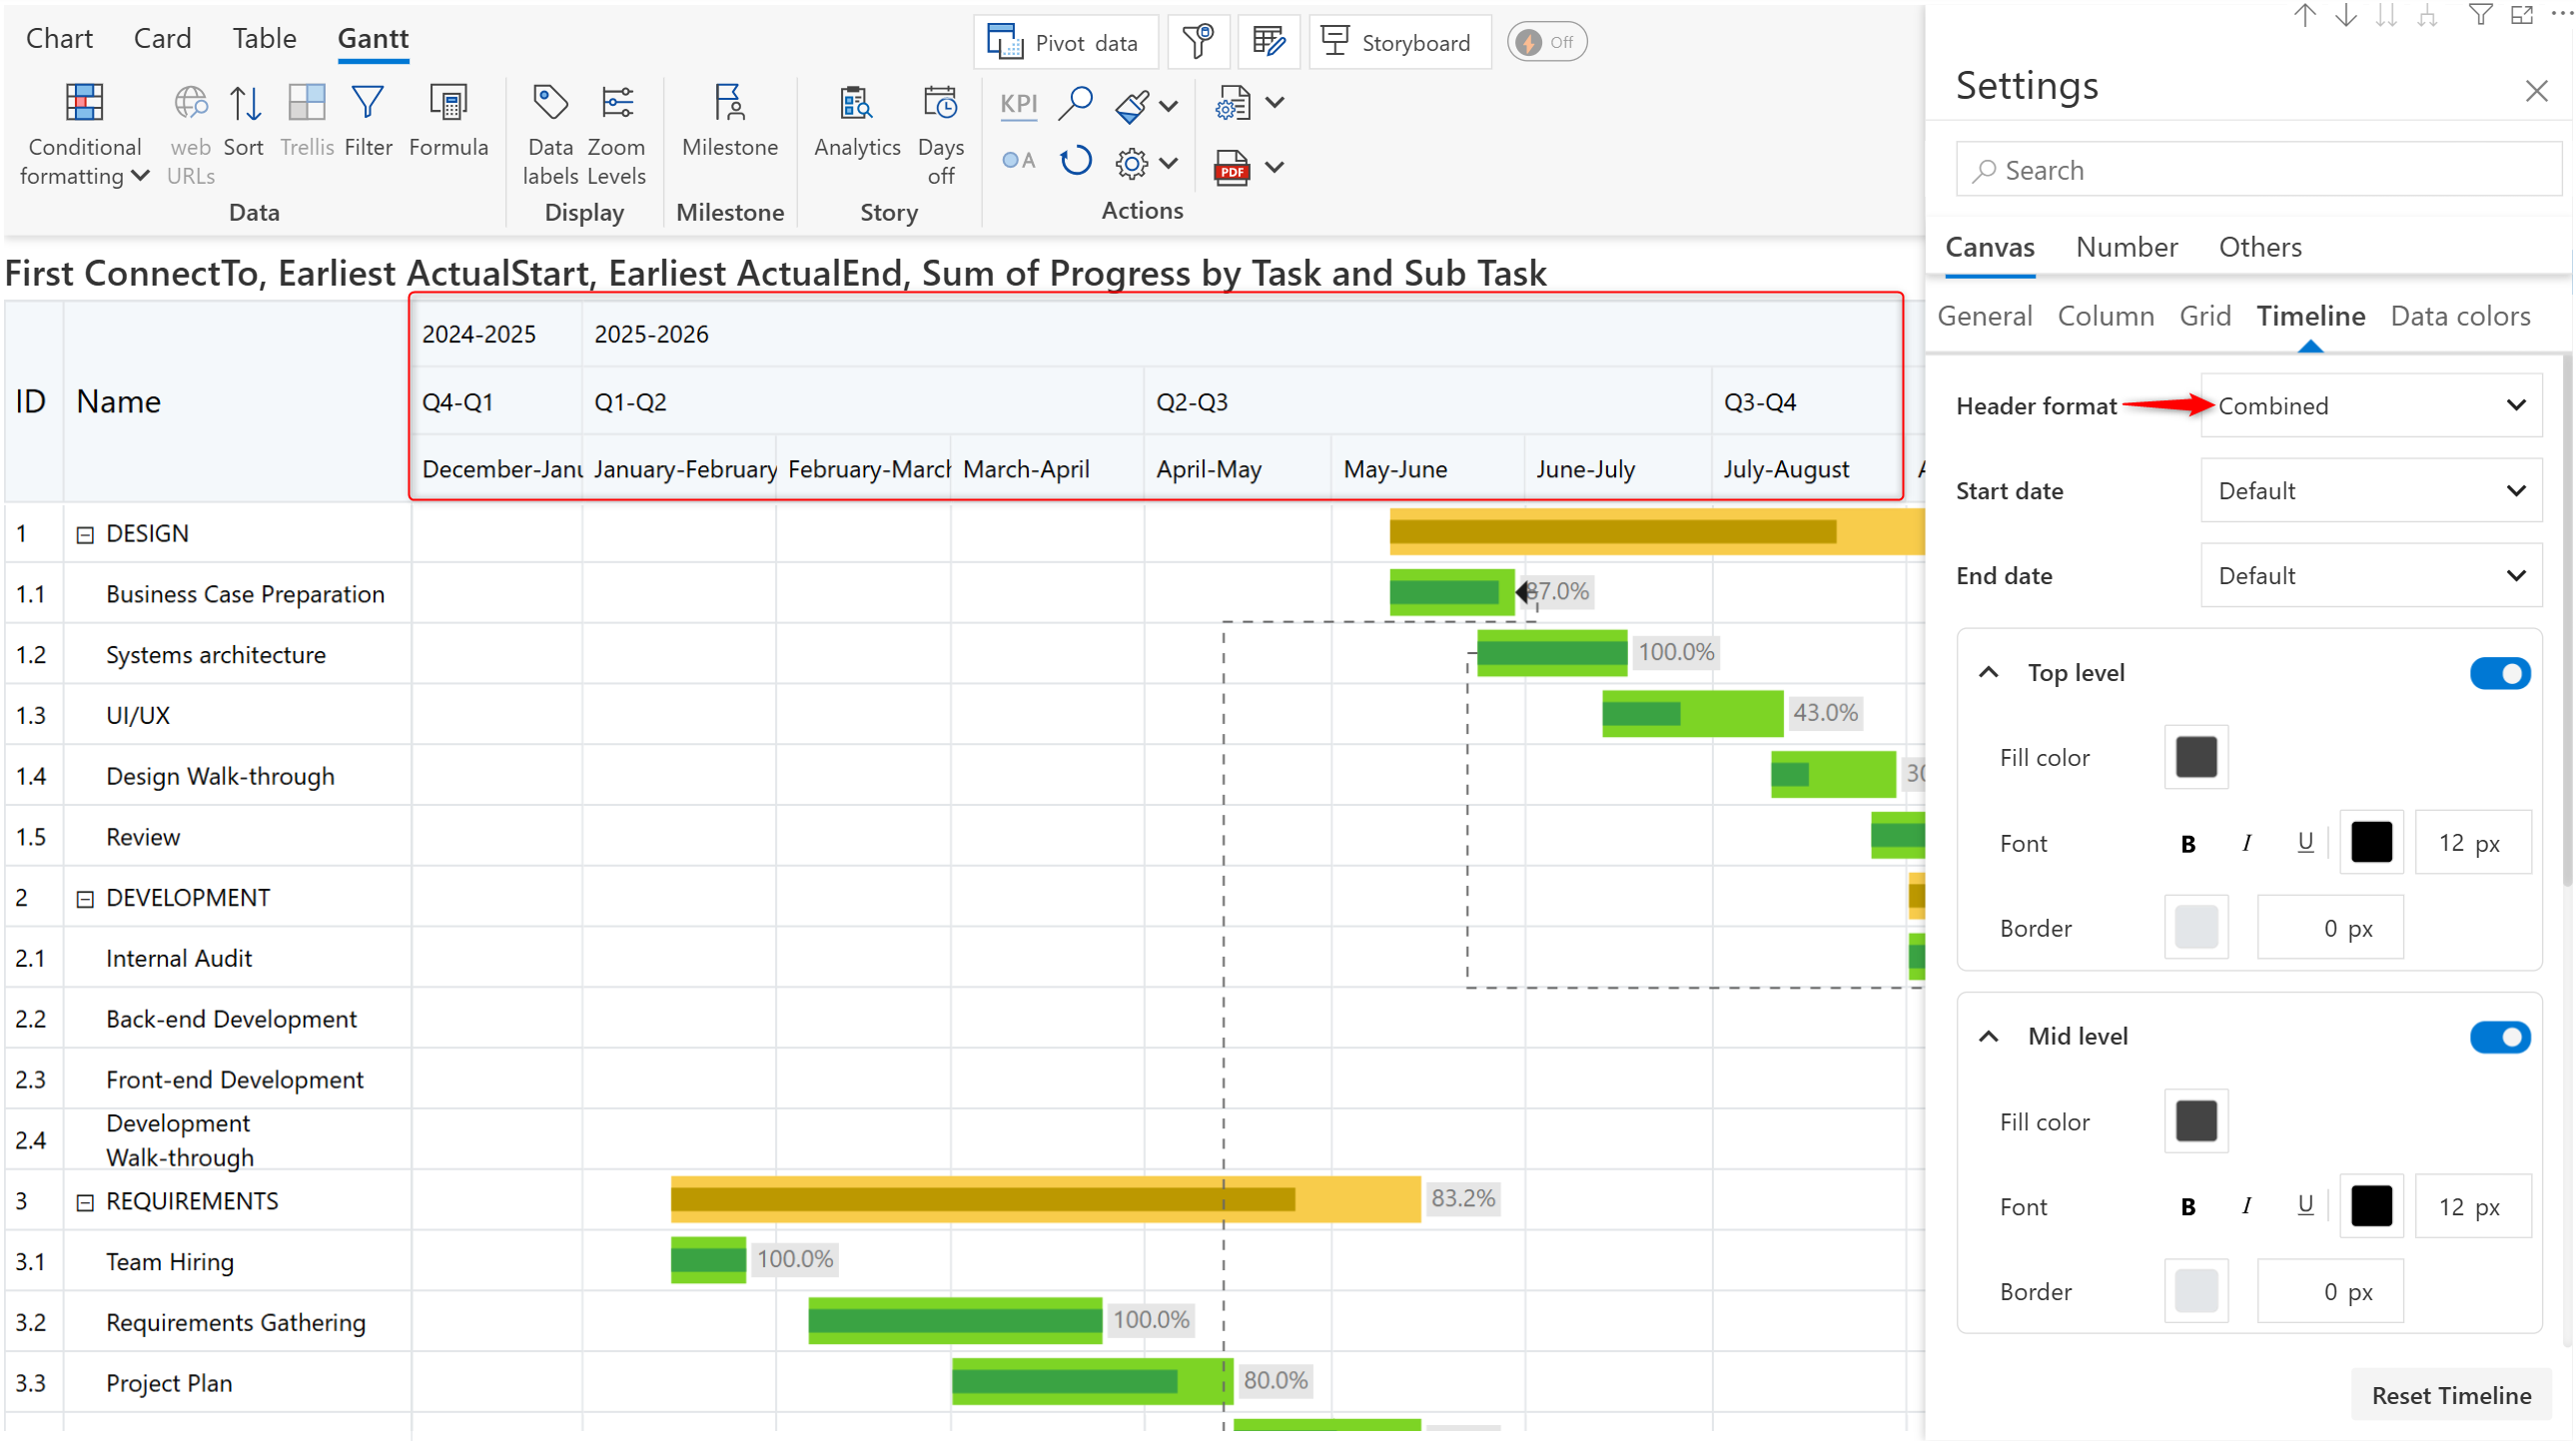 Chart Card Table Gantt
Pivot data Storyboard Off
Conditional formatting
web URLs
Sort
Trellis
Filter
Formula
Data
Data labels
Zoom Levels
Display
Milestone
Milestone
Analytics
Days off
Story
KPI
A
PDF
Actions
First ConnectTo, Earliest ActualStart, Earliest ActualEnd, Sum of Progress by Task and Sub Task
ID Name
2024-2025 2025-2026
Q4-Q1 Q1-Q2 Q2-Q3 Q3-Q4
December-Janu January-February February-March March-April April-May May-June June-July July-August A
1 DESIGN
1.1 Business Case Preparation 87.0%
1.2 Systems architecture 100.0%
1.3 UI/UX 43.0%
1.4 Design Walk-through 30
1.5 Review
2 DEVELOPMENT
2.1 Internal Audit
2.2 Back-end Development
2.3 Front-end Development
2.4 Development
Walk-through
3 REQUIREMENTS 83.2%
3.1 Team Hiring 100.0%
3.2 Requirements Gathering 100.0%
3.3 Project Plan 80.0%
Settings
Search
Canvas Number Others
General Column Grid Timeline Data colors
Header format Combined
Start date Default
End date Default
Top level
Fill color
Font B I U 12 px
Border 0 px
Mid level
Fill color
Font B I U 12 px
Border 0 px
Reset Timeline